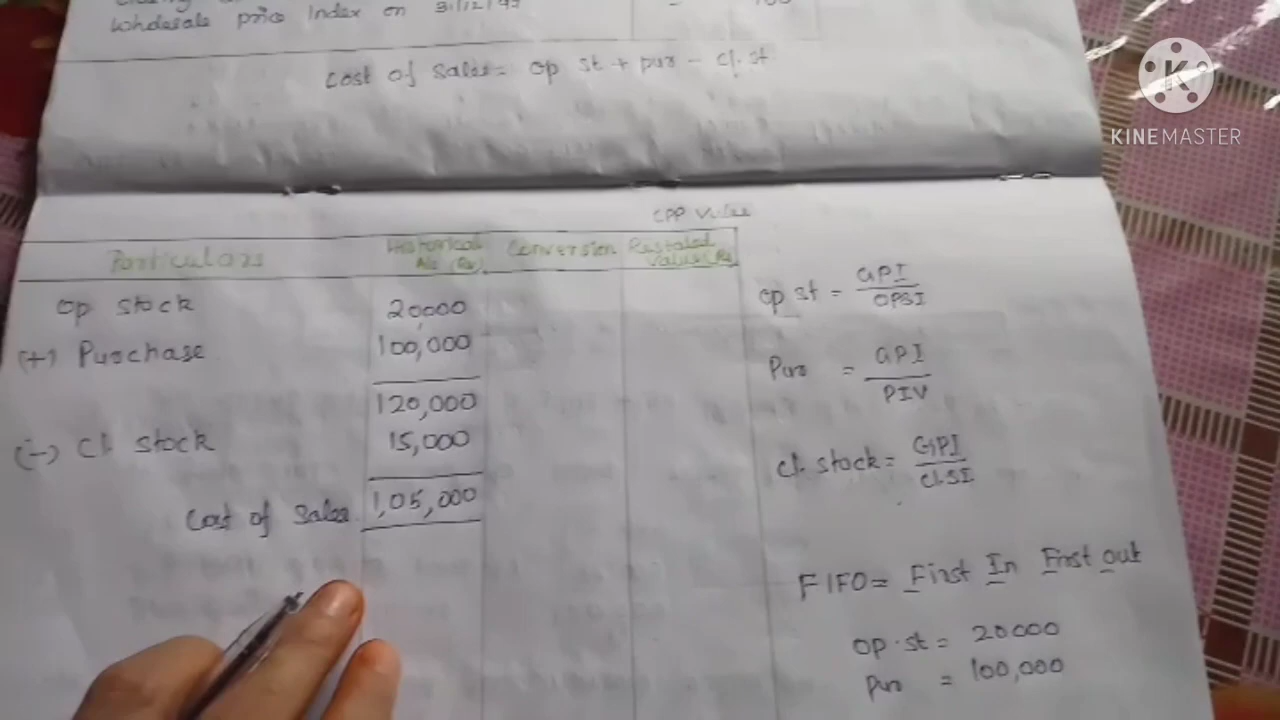 Wholesale price Index on 31/12/
Cost of Sales = op st + pur - cl.st
KINEMASTER
CPP Value
Particulars Historical Conversion Restated Value (Rs)
op stock 20000
(+) Purchase 100,000
120,000
(-) Cl. stock 15,000
Cost of Sales 1,05,000
op st = GPI / OPSI
Pur = GPI / PIV
Cl. stock = GPI / ClSI
FIFO = First In First out
op.st = 20000
pur = 100,000